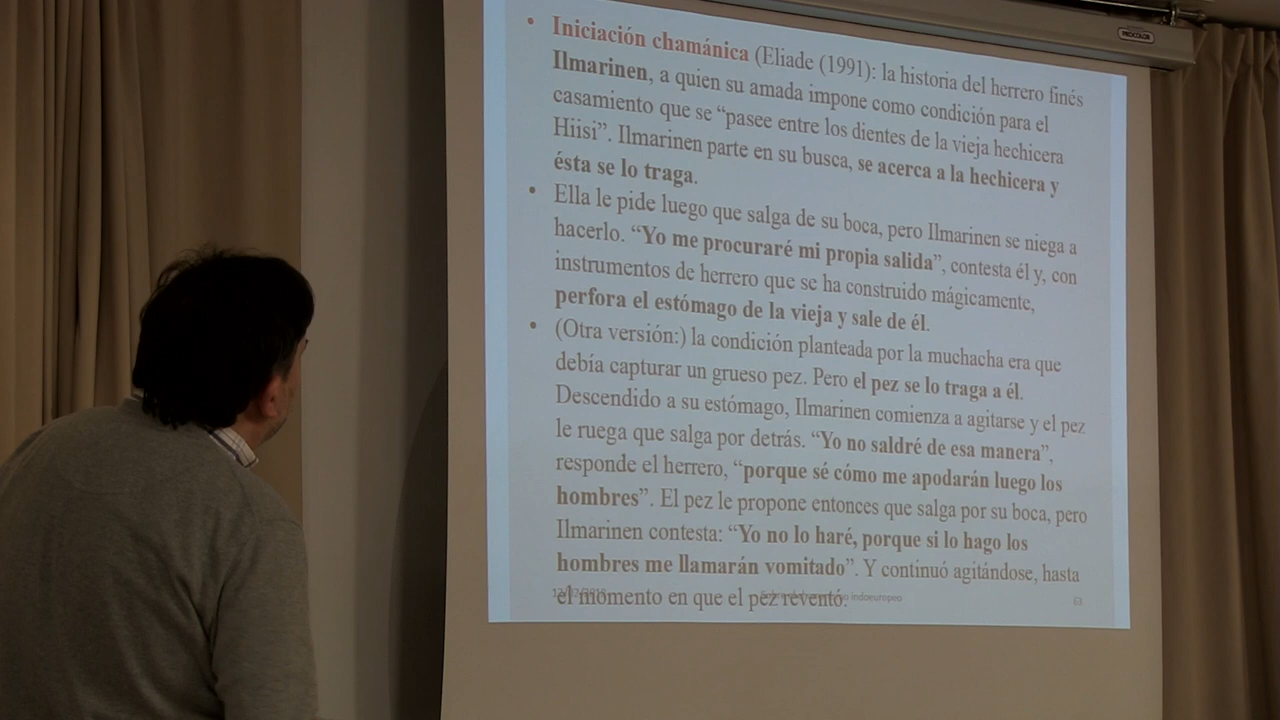 PROCOLOR
• Iniciación chamánica (Eliade (1991): la historia del herrero finés
Ilmarinen, a quien su amada impone como condición para el
casamiento que se “pasee entre los dientes de la vieja hechicera
Hiisi”. Ilmarinen parte en su busca, se acerca a la hechicera y
ésta se lo traga.
• Ella le pide luego que salga de su boca, pero Ilmarinen se niega a
hacerlo. “Yo me procuraré mi propia salida”, contesta él y, con
instrumentos de herrero que se ha construido mágicamente,
perfora el estómago de la vieja y sale de él.
• (Otra versión:) la condición planteada por la muchacha era que
debía capturar un grueso pez. Pero el pez se lo traga a él.
Descendido a su estómago, Ilmarinen comienza a agitarse y el pez
le ruega que salga por detrás. “Yo no saldré de esa manera”,
responde el herrero, “porque sé cómo me apodarán luego los
hombres”. El pez le propone entonces que salga por su boca, pero
Ilmarinen contesta: “Yo no lo haré, porque si lo hago los
hombres me llamarán vomitado”. Y continuó agitándose, hasta
el momento en que el pez reventó.
indoeuropeo